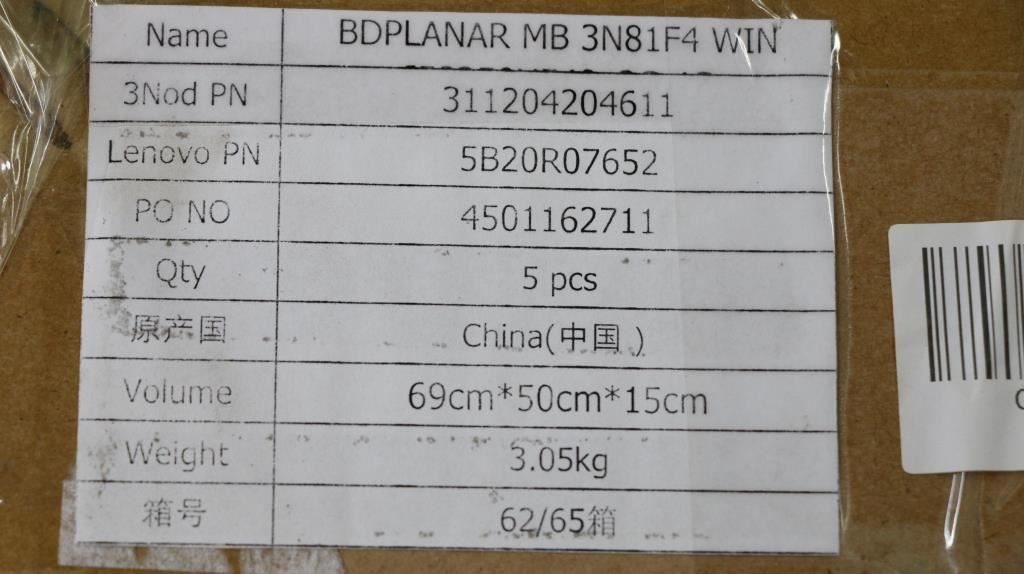 Name BDPLANAR MB 3N81F4 WIN
3Nod PN 311204204611
Lenovo PN 5B20R07652
PO NO 4501162711
Qty 5 pcs
原产国 China(中国 )
Volume 69cm*50cm*15cm
Weight 3.05kg
箱号 62/65箱